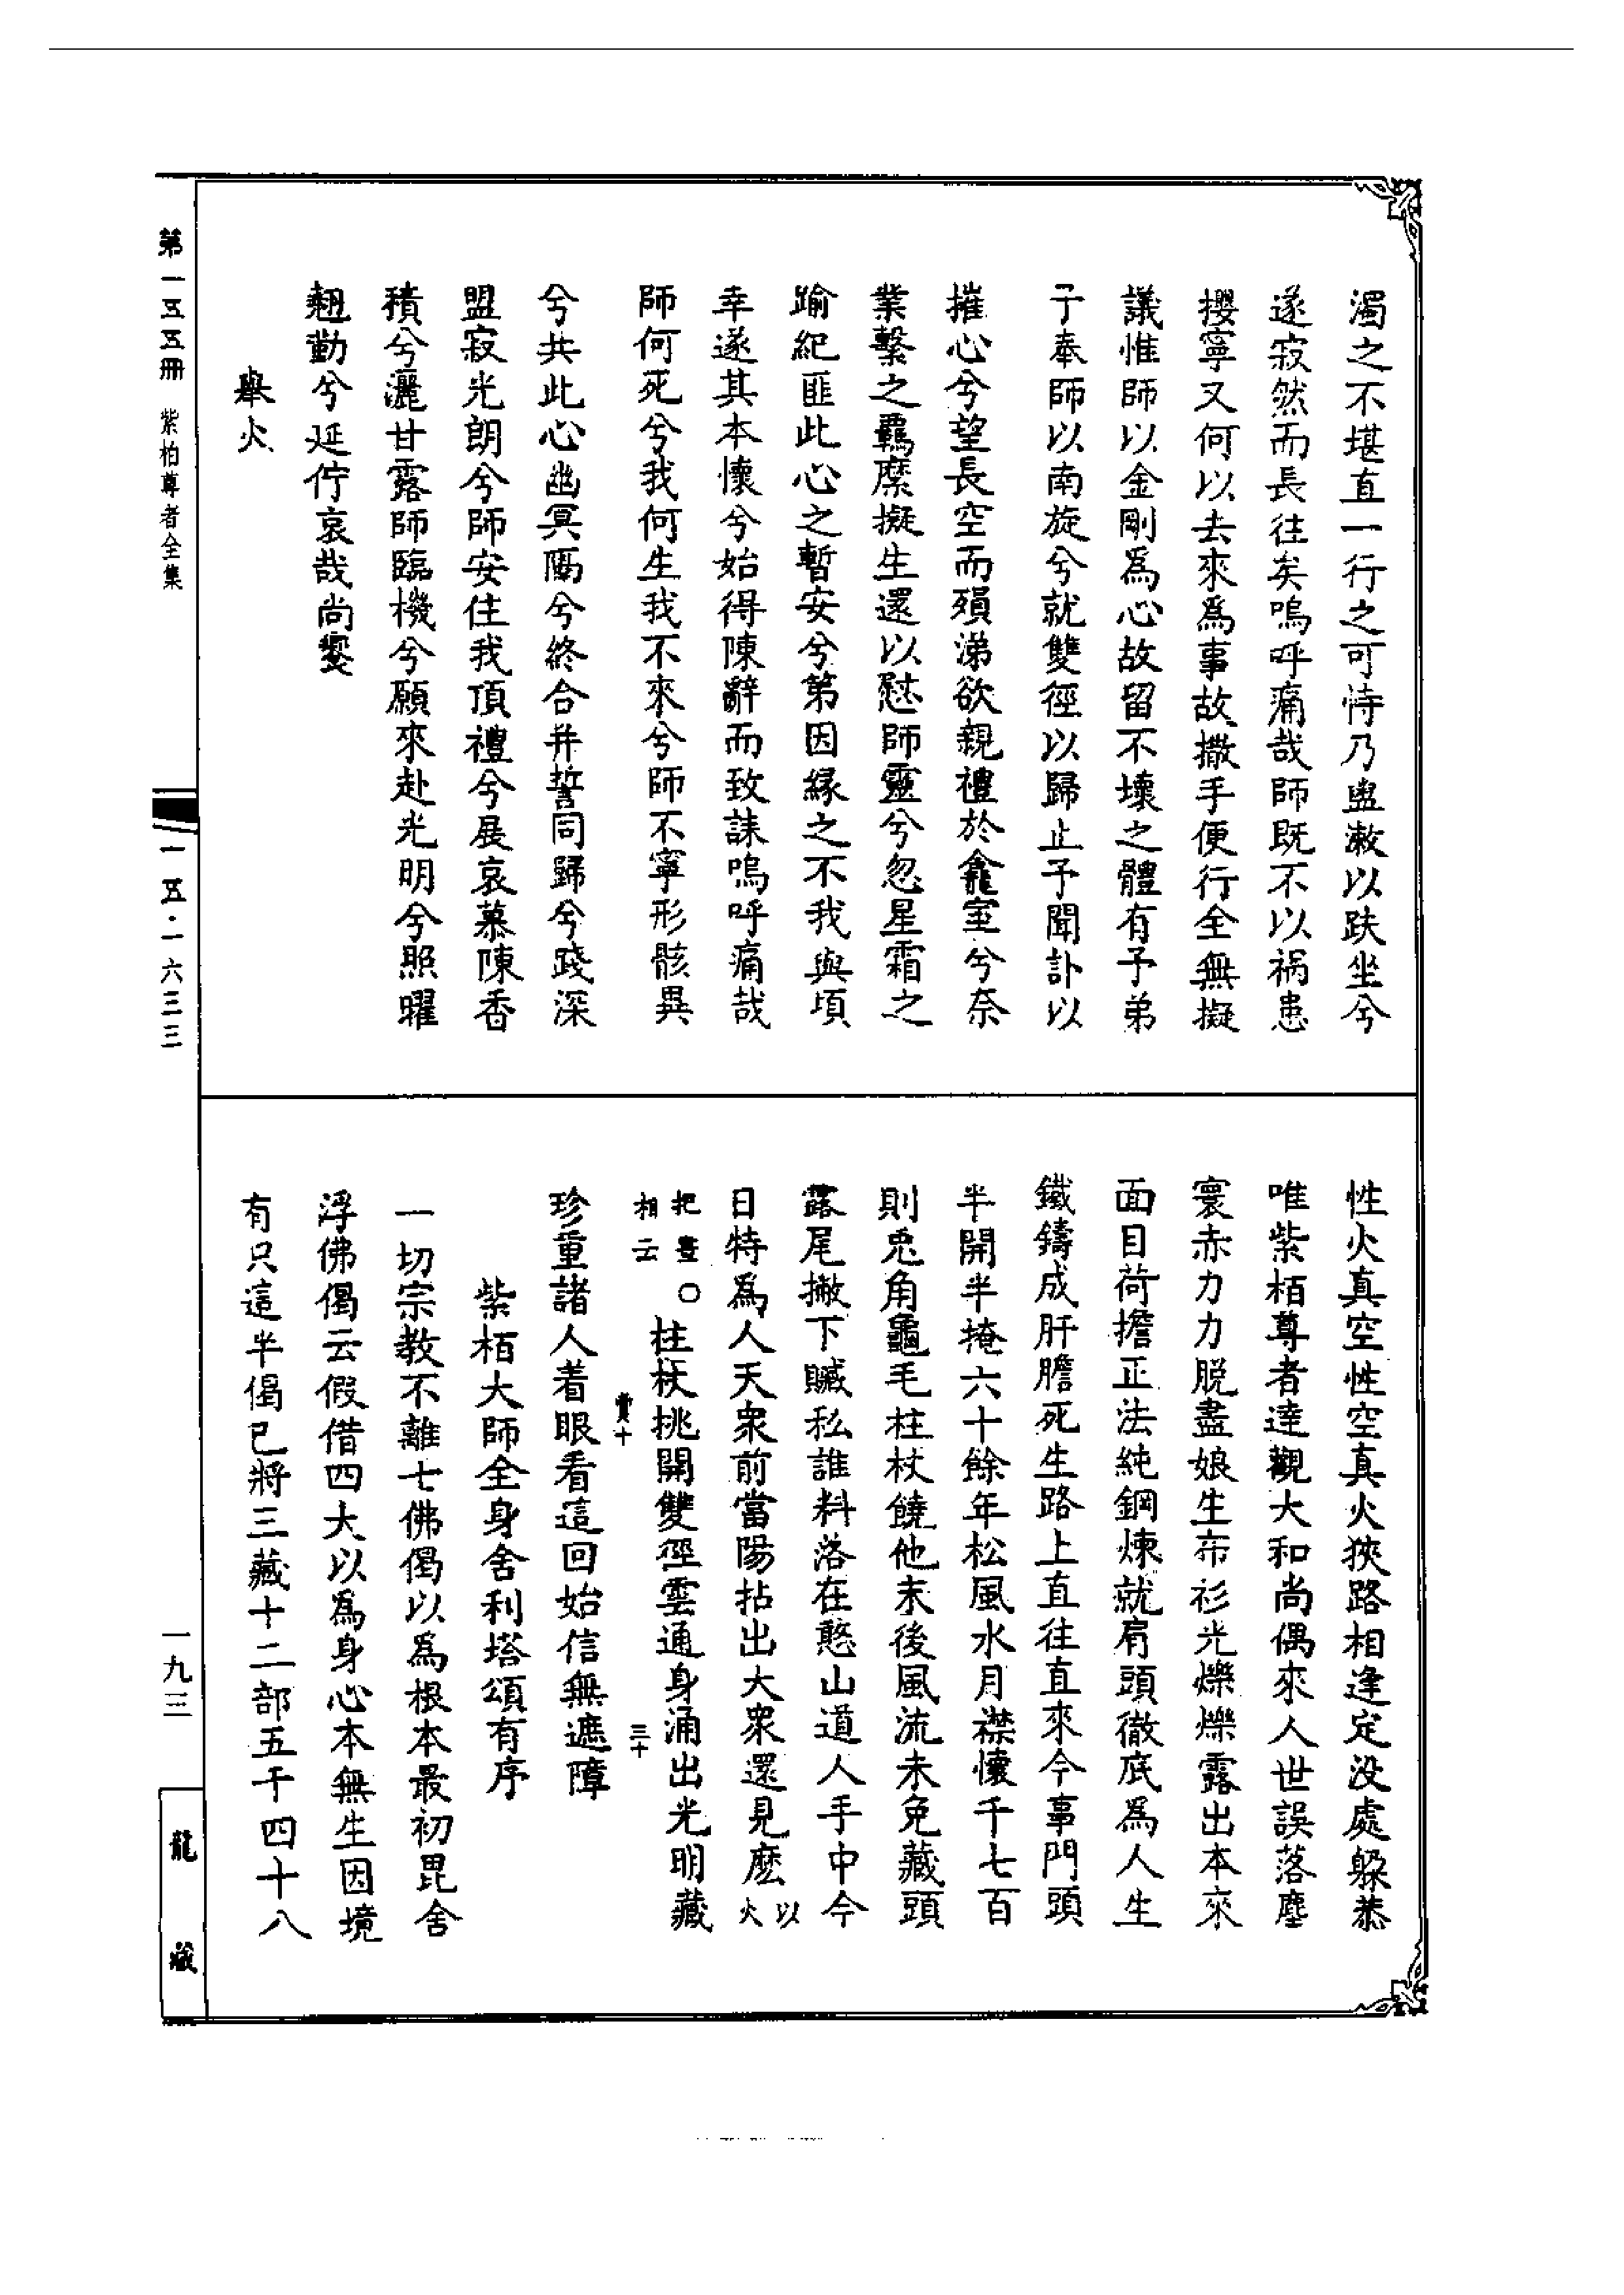 濁之不堪直一行之可恃乃盥漱以趺坐兮
遂寂然而長往矣嗚呼痛哉師既不以禍患
攖寧又何以去來爲事故撒手便行全無擬
議惟師以金剛爲心故留不壞之體有予弟
子奉師以南旋兮就雙徑以歸止予聞訃以
摧心兮望長空而殞涕欲親禮於龕室兮奈
業繫之羈縻擬生還以慰師靈兮忽星霜之
踰紀匪此心之暫安兮第因緣之不我與頃
幸遂其本懷兮始得陳辭而致誄嗚呼痛哉
師何死兮我何生我不來兮師不寧形骸異
兮共此心幽冥隔兮終合并誓同歸兮踐深
盟寂光朗兮師安住我頂禮兮展哀慕陳香
積兮灑甘露師臨機兮願來赴光明兮照曜
翹勤兮延佇哀哉尚饗
舉火
性火真空性空真火狹路相逢定没處躲恭
唯紫栢尊者達觀大和尚偶來人世誤落塵
寰赤力力脱盡娘生布衫光爍爍露出本來
面目荷擔正法純鋼煉就肩頭徹底爲人生
鐵鑄成肝膽死生路上直往直來今事門頭
半開半掩六十餘年松風水月襟懷千七百
則兎角龜毛柱杖饒他末後風流未免藏頭
露尾撇下贓私誰料落在憨山道人手中今
日特爲人天衆前當陽拈出大衆還見麽以火
把畫〇相云柱杖挑開雙徑雲通身涌出光明藏
珍重諸人着眼看這回始信無遮障
紫栢大師全身舍利塔頌有序
一切宗教不離七佛偈以爲根本最初毘舍
浮佛偈云假借四大以爲身心本無生因境
有只這半偈已將三藏十二部五千四十八
第一五五冊 紫柏尊者全集
一五五·一六三三
一九三
龍藏